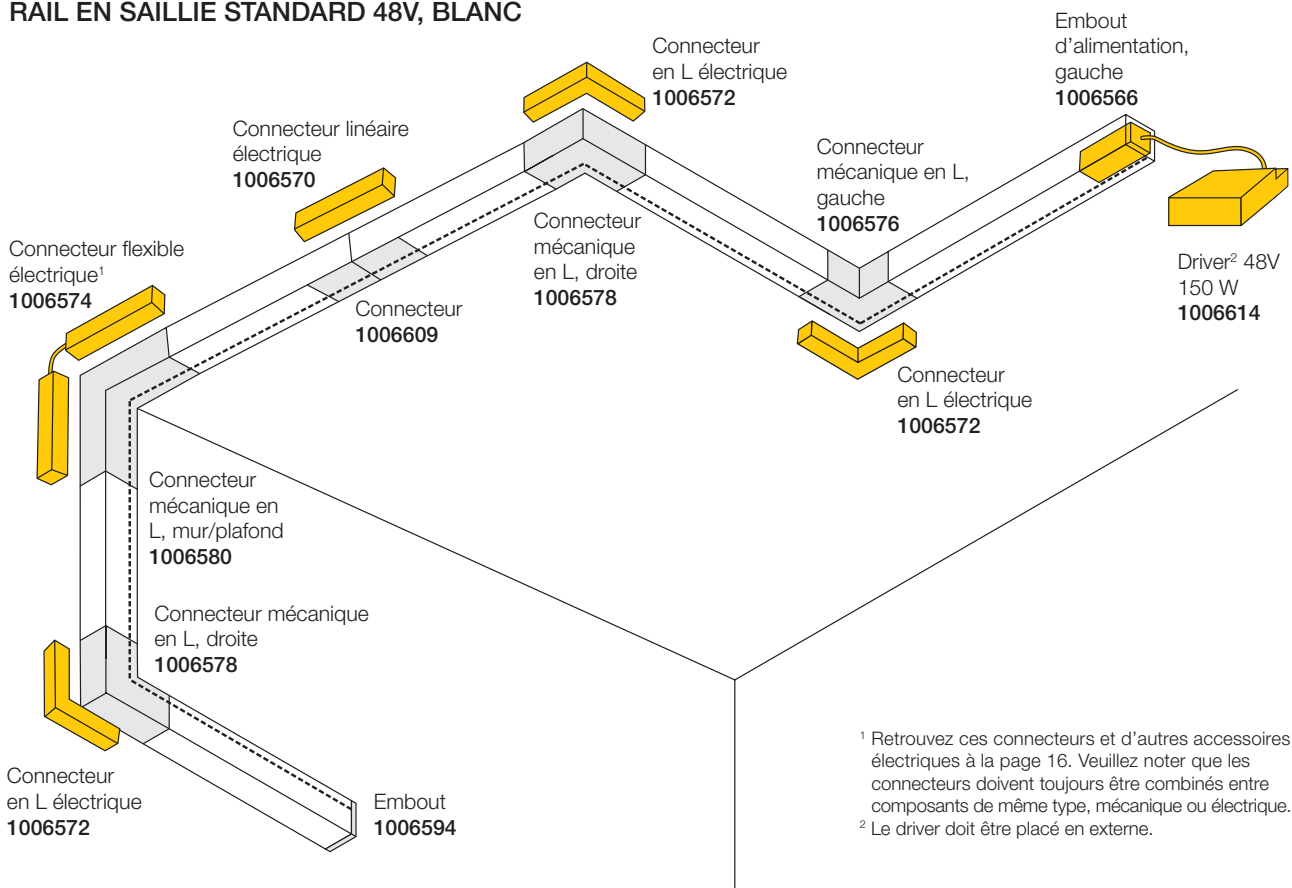 RAIL EN SAILLIE STANDARD 48V, BLANC
Embout
d'alimentation,
gauche
1006566
Connecteur
en L électrique
1006572
Connecteur linéaire
électrique
1006570
Connecteur
mécanique en L,
gauche
1006576
Connecteur
mécanique
en L, droite
1006578
Connecteur flexible
électrique¹
1006574
Driver² 48V
150 W
1006614
Connecteur
1006609
Connecteur
en L électrique
1006572
Connecteur
mécanique en
L, mur/plafond
1006580
Connecteur mécanique
en L, droite
1006578
Connecteur
en L électrique
1006572
Embout
1006594
¹ Retrouvez ces connecteurs et d'autres accessoires
électriques à la page 16. Veuillez noter que les
connecteurs doivent toujours être combinés entre
composants de même type, mécanique ou électrique.
² Le driver doit être placé en externe.